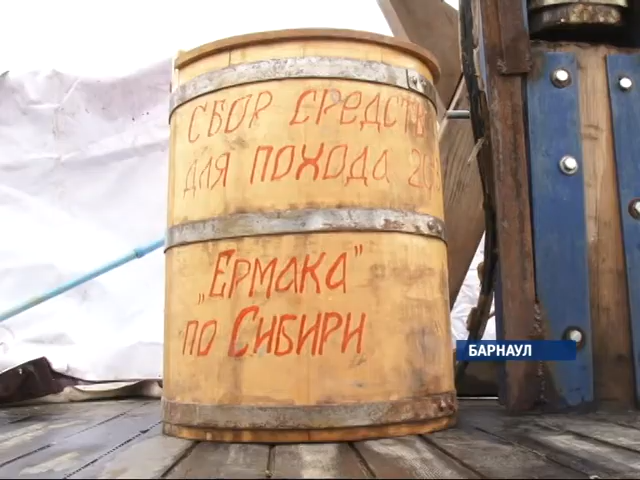 СБОР СРЕДСТВ
ДЛЯ ПОХОДА
„ЕРМАКА”
ПО СИБИРИ
БАРНАУЛ